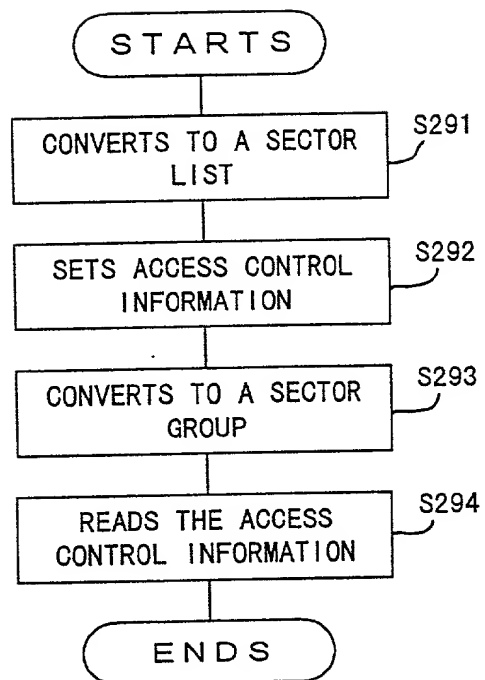 STARTS
CONVERTS TO A SECTOR
LIST
S291
SETS ACCESS CONTROL
INFORMATION
S292
CONVERTS TO A SECTOR
GROUP
S293
READS THE ACCESS
CONTROL INFORMATION
S294
ENDS